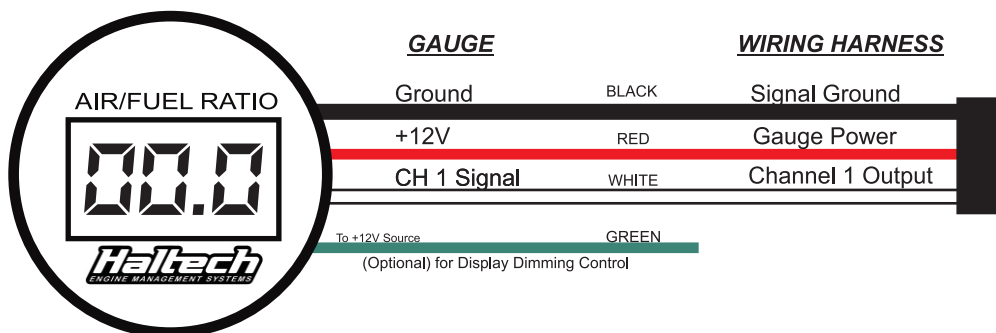 GAUGE WIRING HARNESS
AIR/FUEL RATIO
00.0
Haltech
ENGINE MANAGEMENT SYSTEMS
Ground BLACK Signal Ground
+12V RED Gauge Power
CH 1 Signal WHITE Channel 1 Output
To +12V Source GREEN
(Optional) for Display Dimming Control